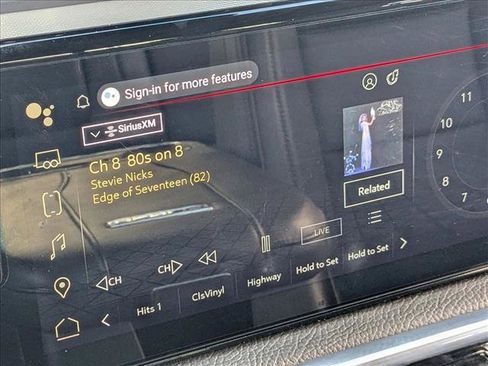 Sign-in for more features
SiriusXM
Ch 8 80s on 8
Stevie Nicks
Edge of Seventeen (82)
Related
LIVE
CH CH
Hits 1 ClsVinyl Highway Hold to Set Hold to Set
11
10
9
8
7
6